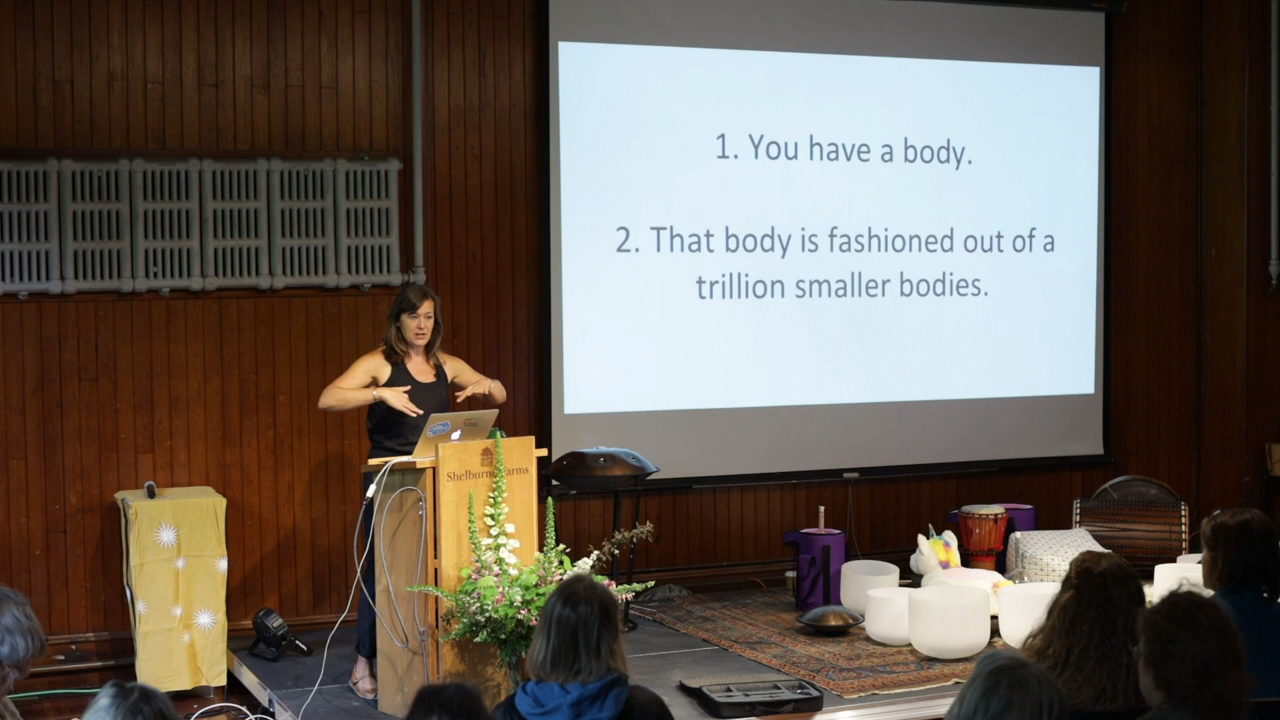 1. You have a body.
2. That body is fashioned out of a
trillion smaller bodies.
Shelburne Farms